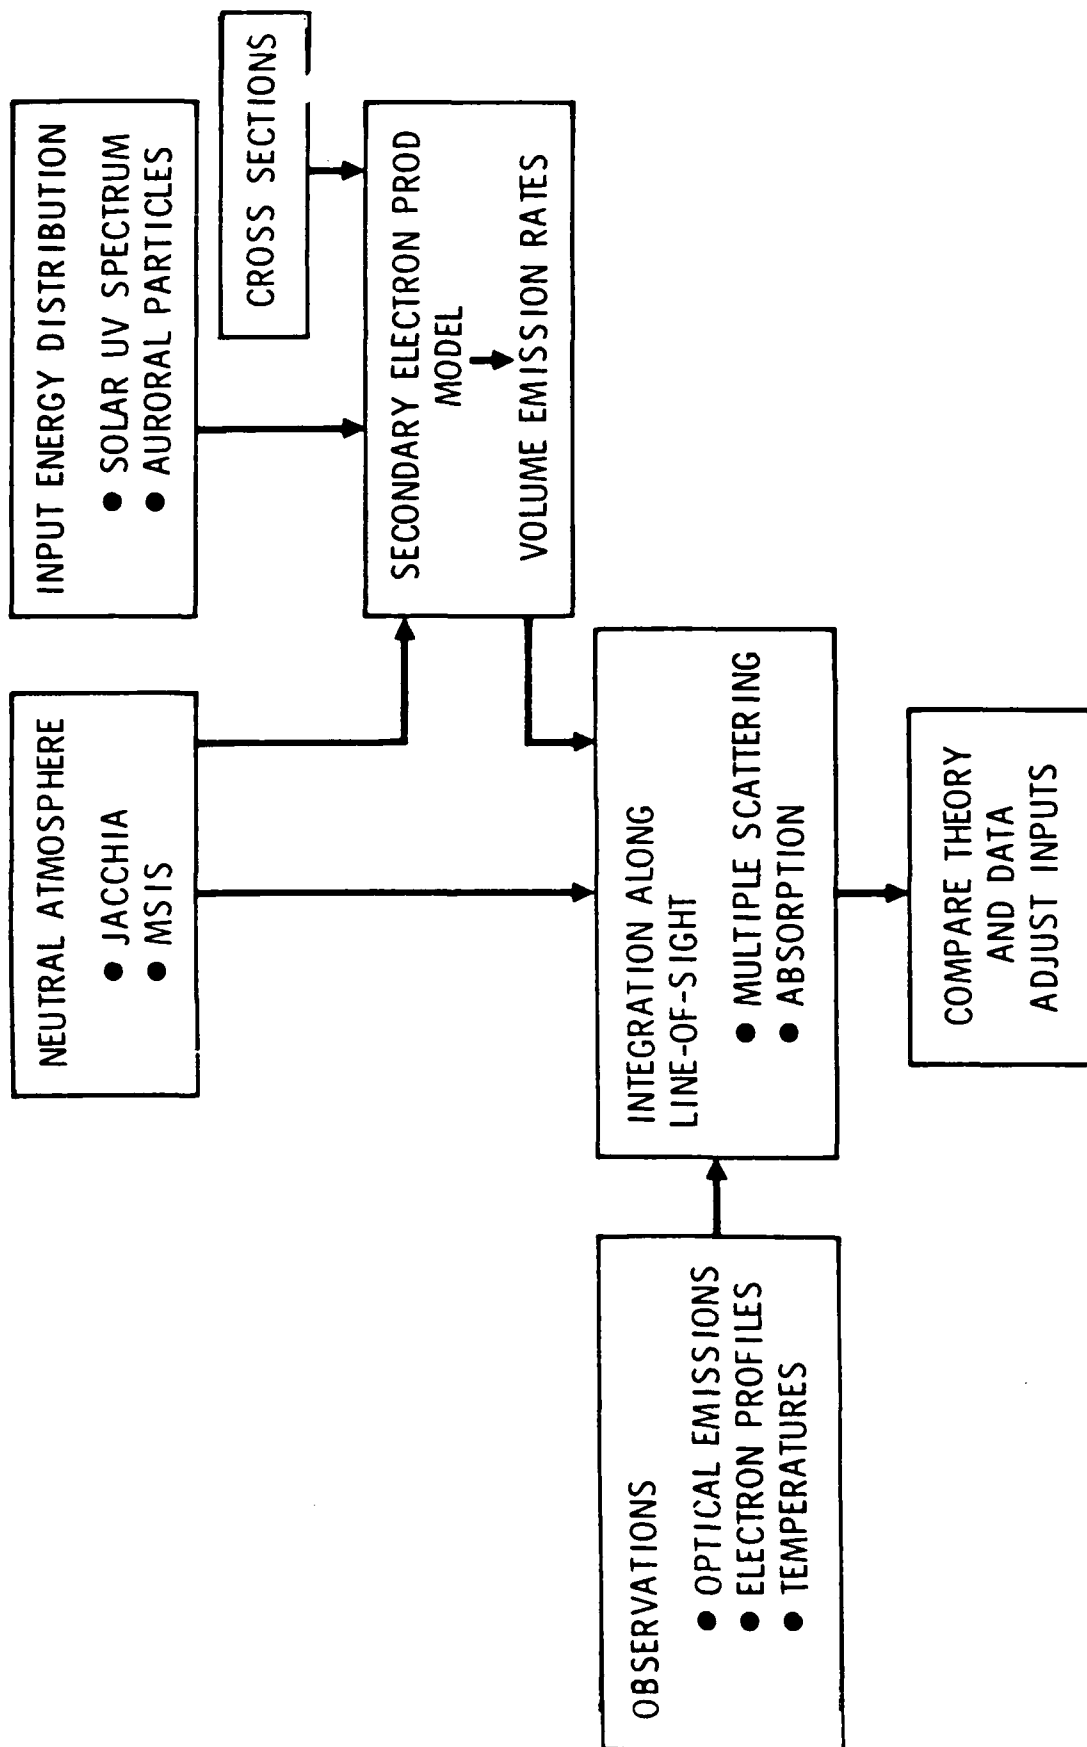 NEUTRAL ATMOSPHERE
● JACCHIA
● MSIS
INPUT ENERGY DISTRIBUTION
● SOLAR UV SPECTRUM
● AURORAL PARTICLES
CROSS SECTIONS
SECONDARY ELECTRON PROD
MODEL
VOLUME EMISSION RATES
OBSERVATIONS
● OPTICAL EMISSIONS
● ELECTRON PROFILES
● TEMPERATURES
INTEGRATION ALONG
LINE-OF-SIGHT
● MULTIPLE SCATTERING
● ABSORPTION
COMPARE THEORY
AND DATA
ADJUST INPUTS